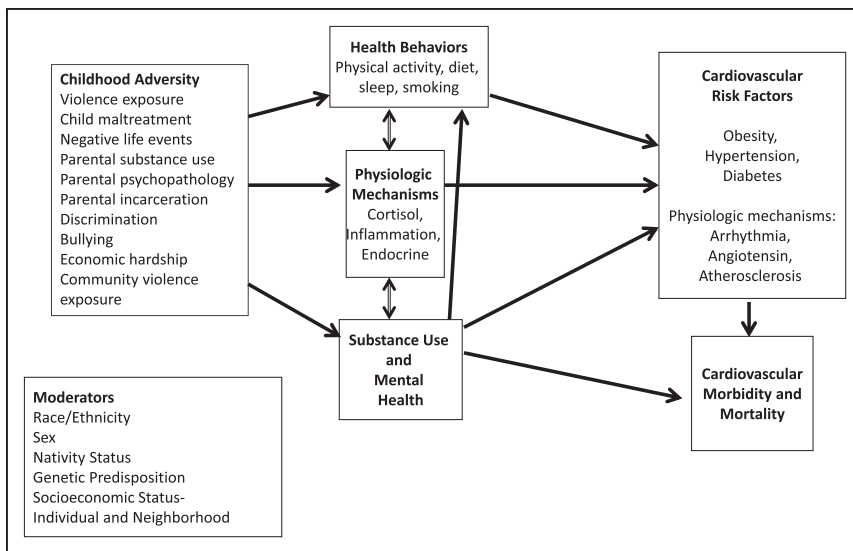 Childhood Adversity
Violence exposure
Child maltreatment
Negative life events
Parental substance use
Parental psychopathology
Parental incarceration
Discrimination
Bullying
Economic hardship
Community violence
exposure
Moderators
Race/Ethnicity
Sex
Nativity Status
Genetic Predisposition
Socioeconomic Status-
Individual and Neighborhood
Health Behaviors
Physical activity, diet,
sleep, smoking
Physiologic
Mechanisms
Cortisol,
Inflammation,
Endocrine
Substance Use
and
Mental
Health
Cardiovascular
Risk Factors
Obesity,
Hypertension,
Diabetes
Physiologic mechanisms:
Arrhythmia,
Angiotensin,
Atherosclerosis
Cardiovascular
Morbidity and
Mortality